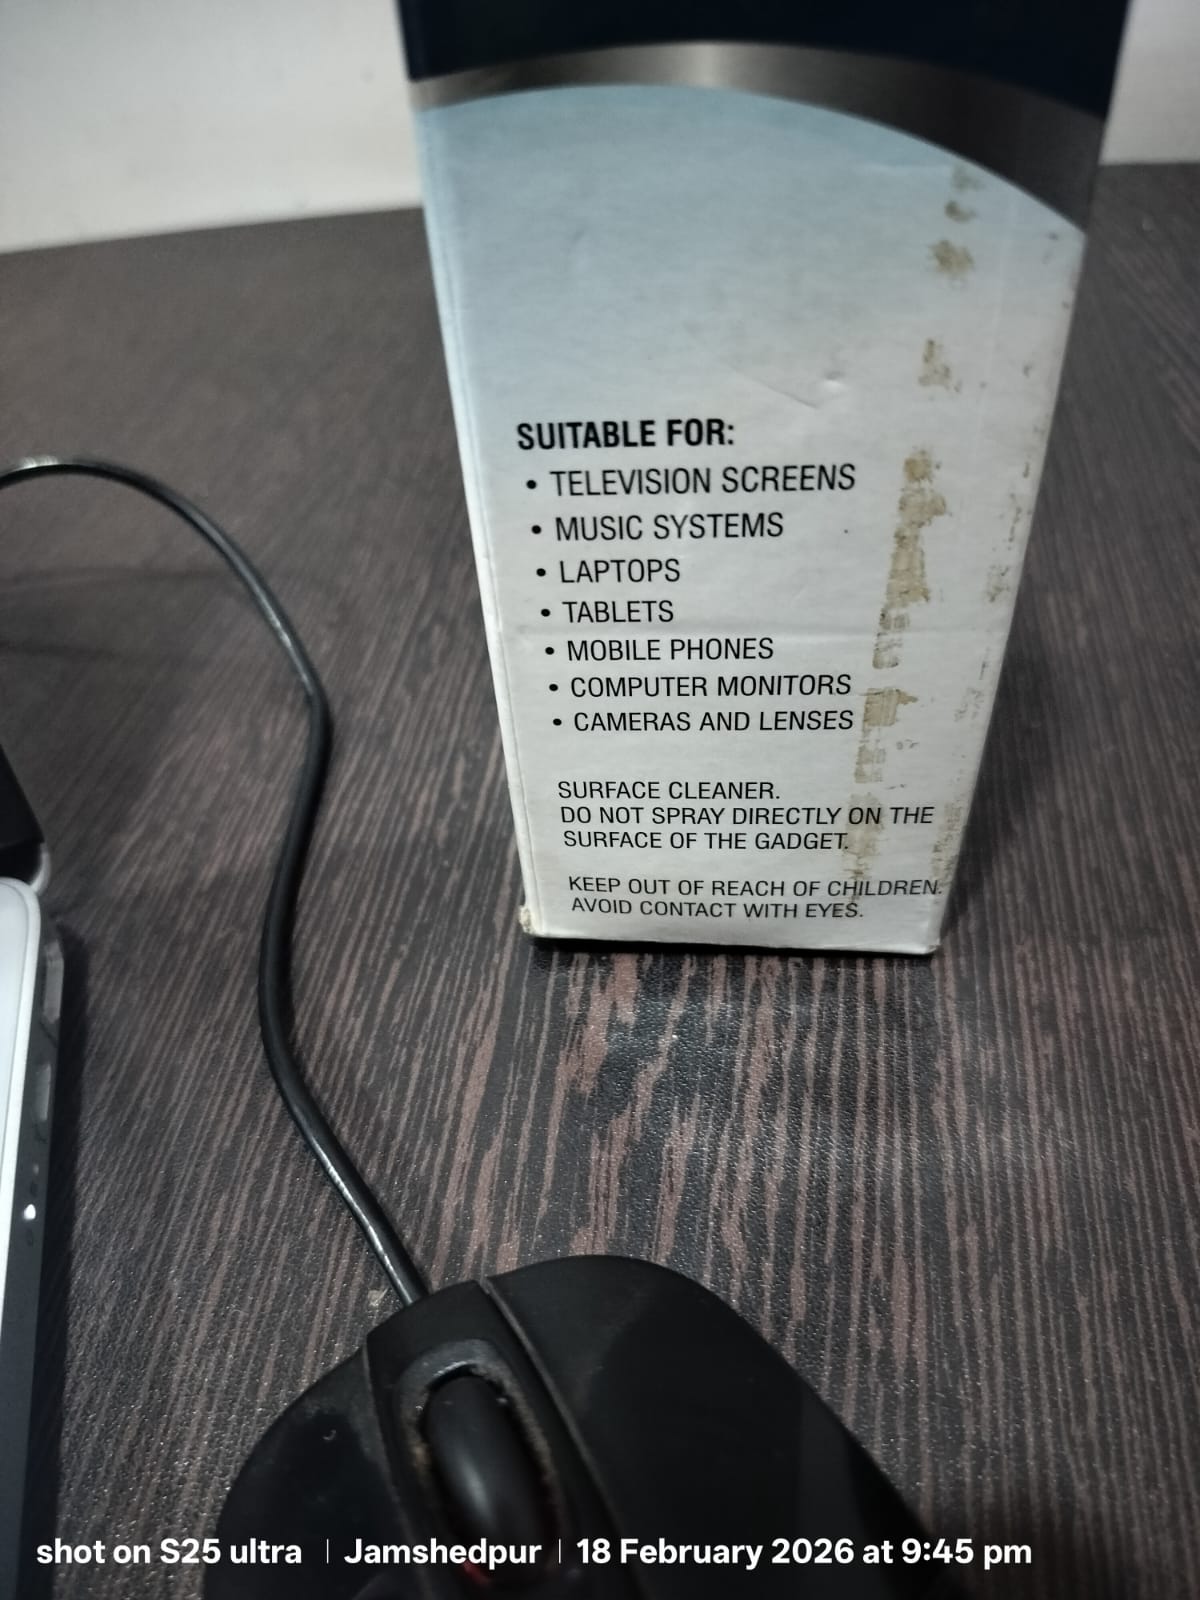 SUITABLE FOR:
• TELEVISION SCREENS
• MUSIC SYSTEMS
• LAPTOPS
• TABLETS
• MOBILE PHONES
• COMPUTER MONITORS
• CAMERAS AND LENSES
SURFACE CLEANER.
DO NOT SPRAY DIRECTLY ON THE
SURFACE OF THE GADGET.
KEEP OUT OF REACH OF CHILDREN.
AVOID CONTACT WITH EYES.
shot on S25 ultra | Jamshedpur | 18 February 2026 at 9:45 pm